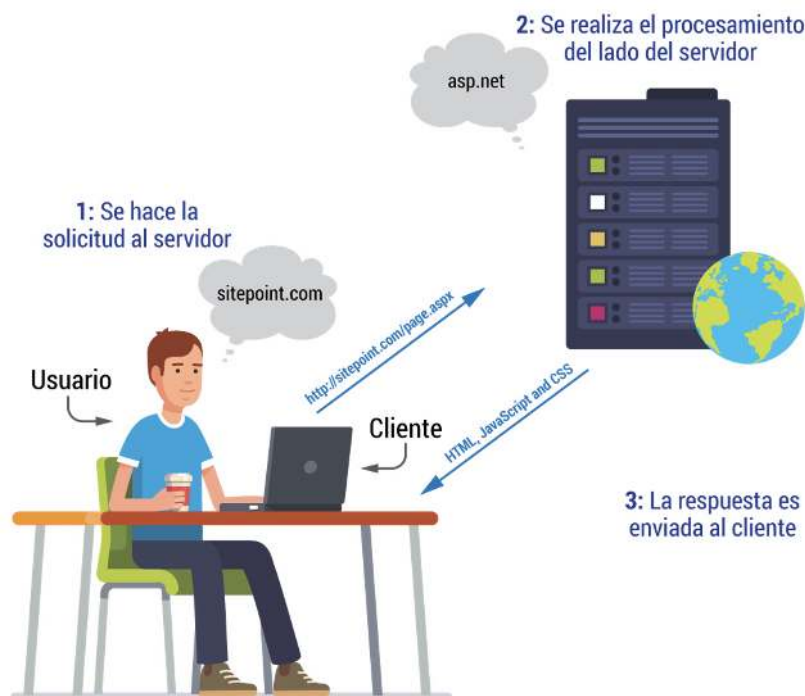 2: Se realiza el procesamiento
del lado del servidor
asp.net
1: Se hace la
solicitud al servidor
sitepoint.com
http://sitepoint.com/page.aspx
Usuario
Cliente
HTML, JavaScript and CSS
3: La respuesta es
enviada al cliente